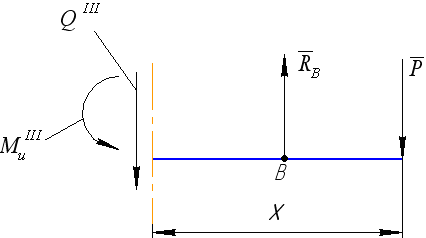 Q III
R̅_B
P̅
M_u III
B
X